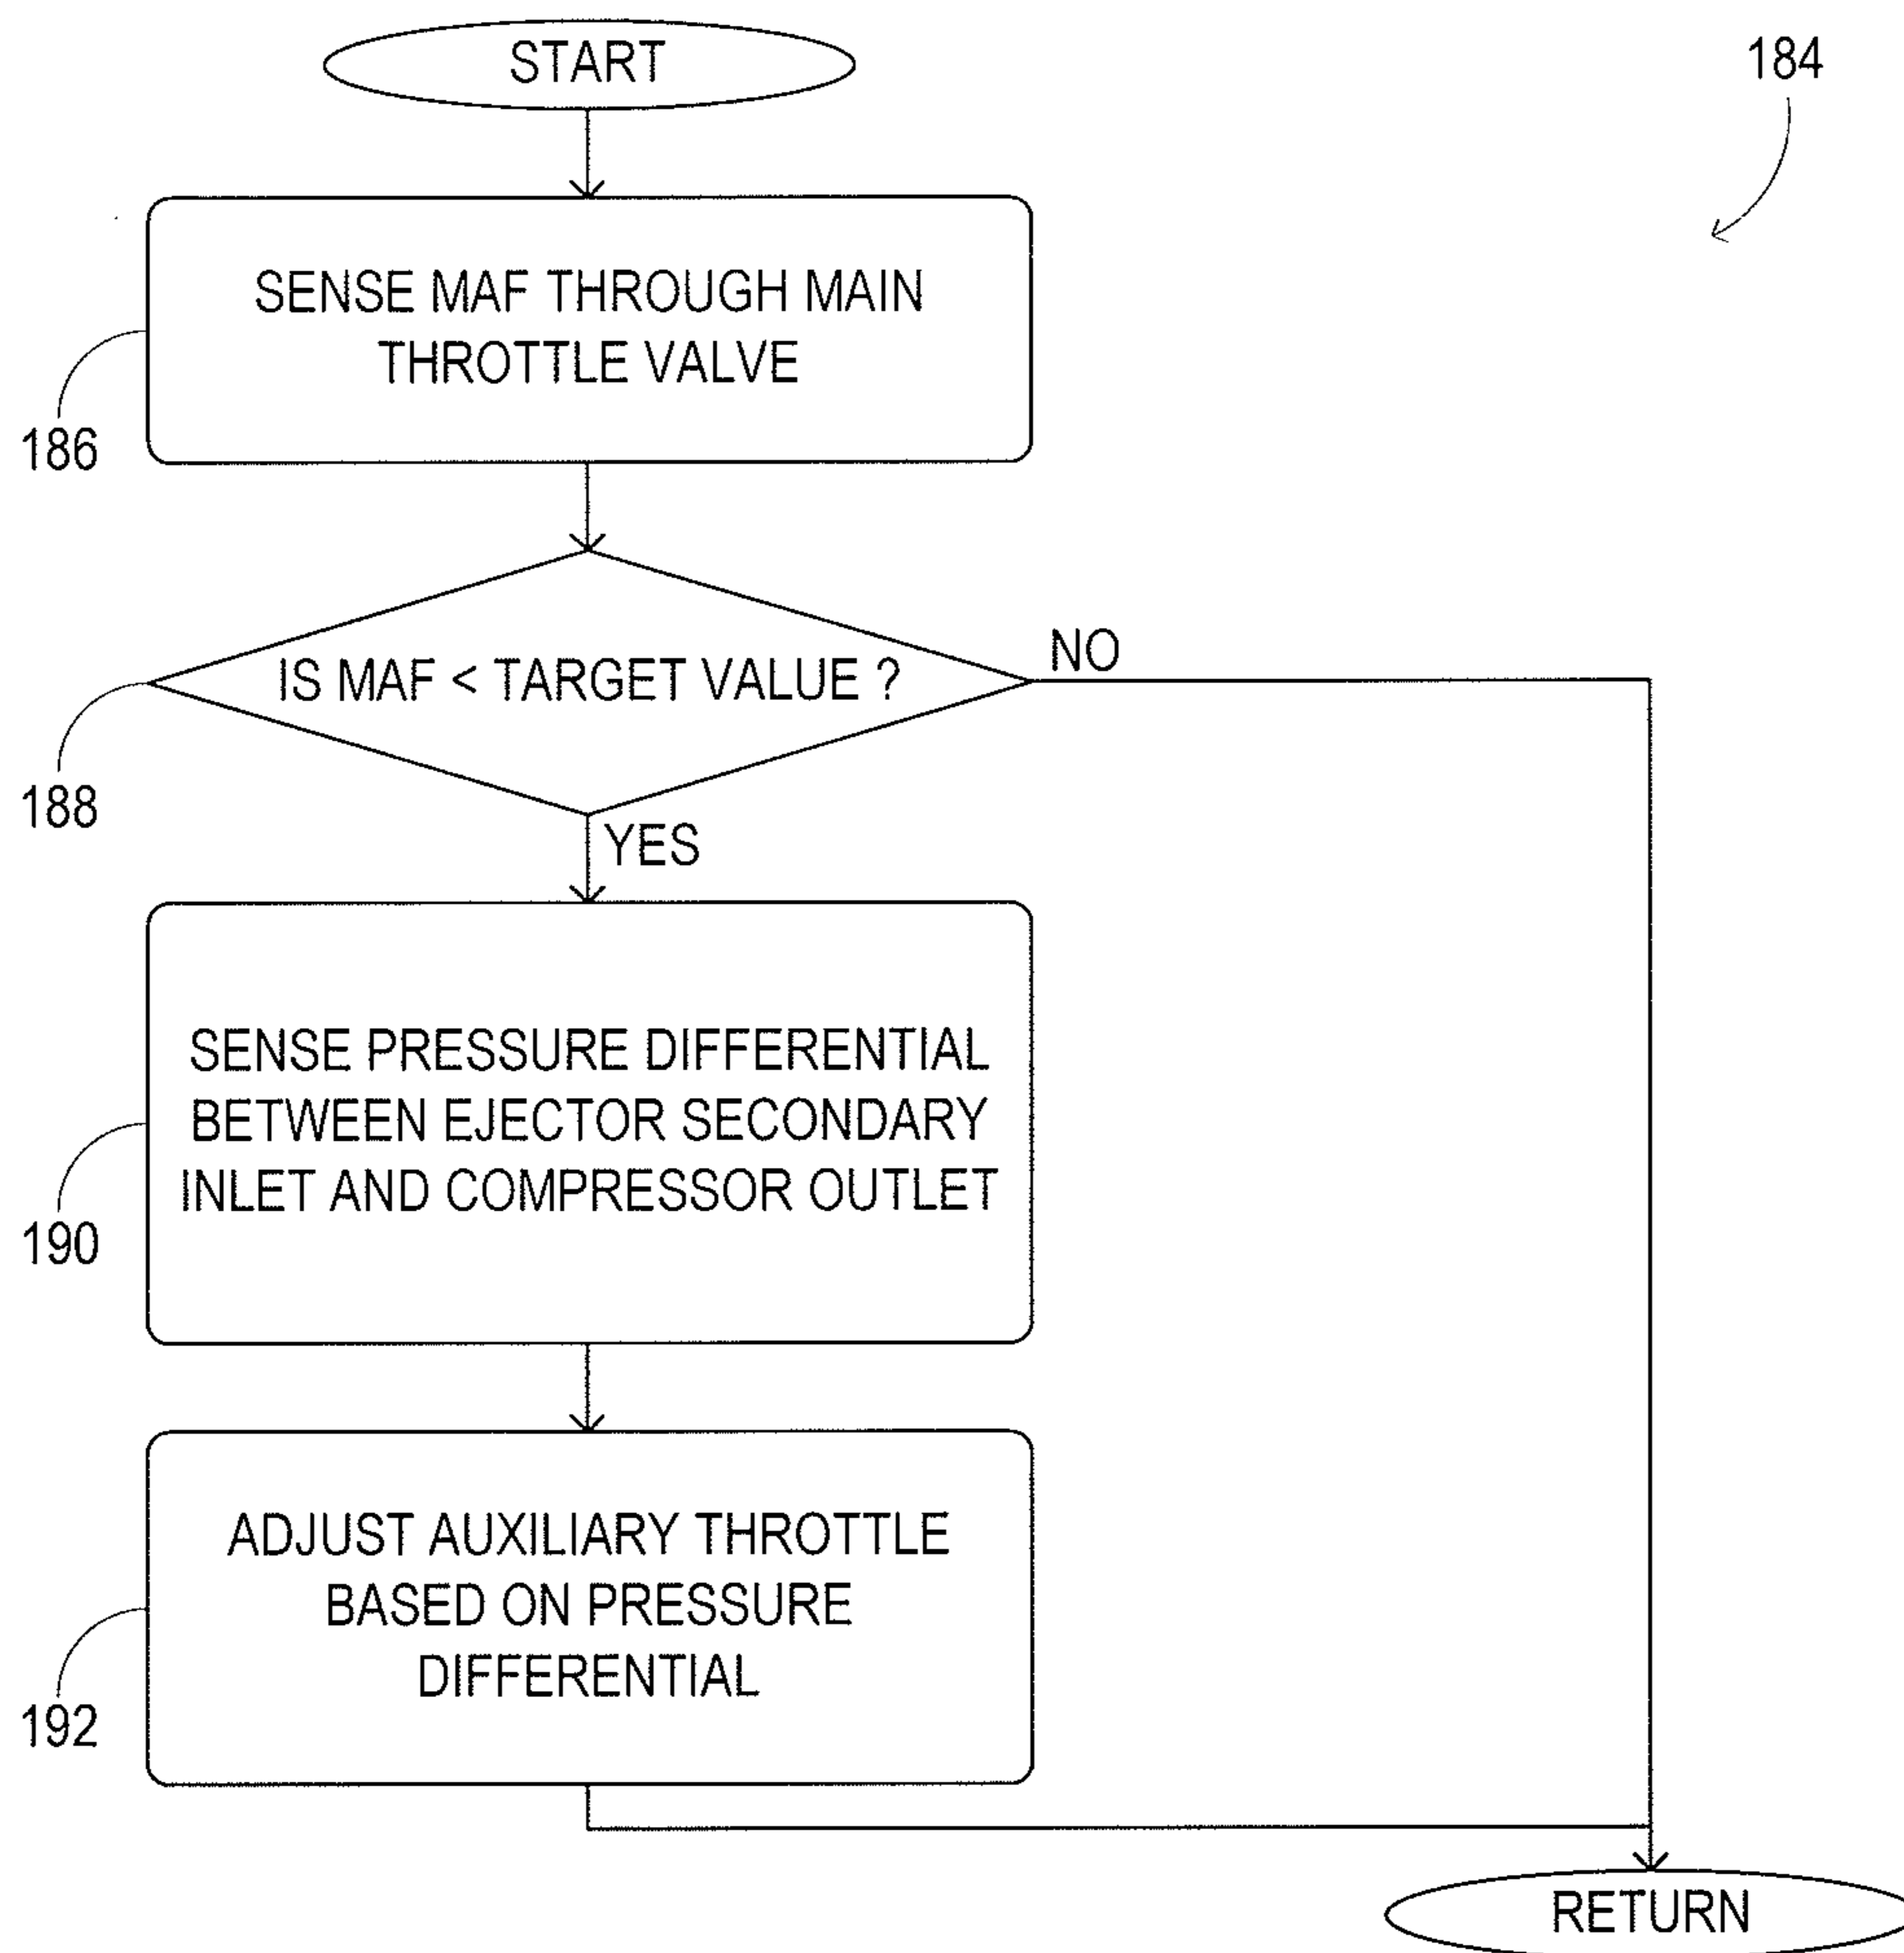 START
184
SENSE MAF THROUGH MAIN
THROTTLE VALVE
186
IS MAF < TARGET VALUE ?
NO
188
YES
SENSE PRESSURE DIFFERENTIAL
BETWEEN EJECTOR SECONDARY
INLET AND COMPRESSOR OUTLET
190
ADJUST AUXILIARY THROTTLE
BASED ON PRESSURE
DIFFERENTIAL
192
RETURN